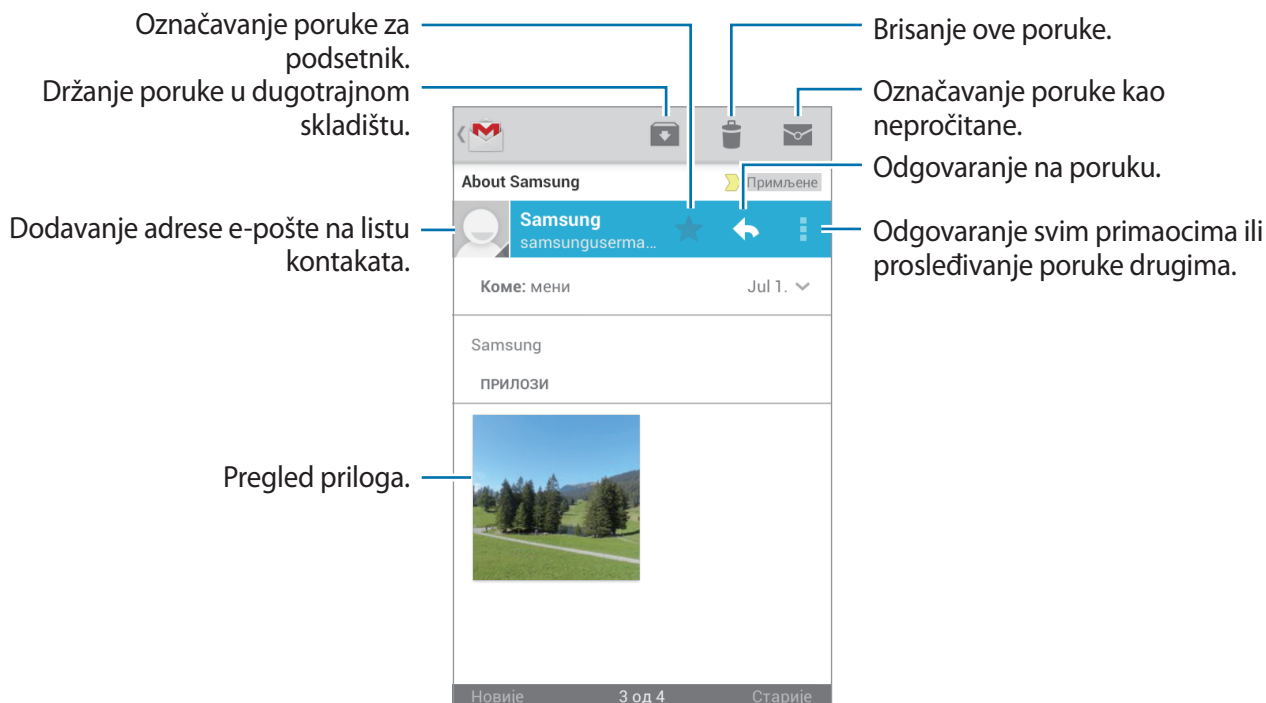 Označavanje poruke za
podsetnik.
Držanje poruke u dugotrajnom
skladištu.
Dodavanje adrese e-pošte na listu
kontakata.
Pregled priloga.
Brisanje ove poruke.
Označavanje poruke kao
nepročitane.
Odgovaranje na poruku.
Odgovaranje svim primaocima ili
prosleđivanje poruke drugima.
About Samsung
Примљене
Samsung
samsunguserma...
Коме: мени
Jul 1.
Samsung
ПРИЛОЗИ
Новије
3 од 4
Старије